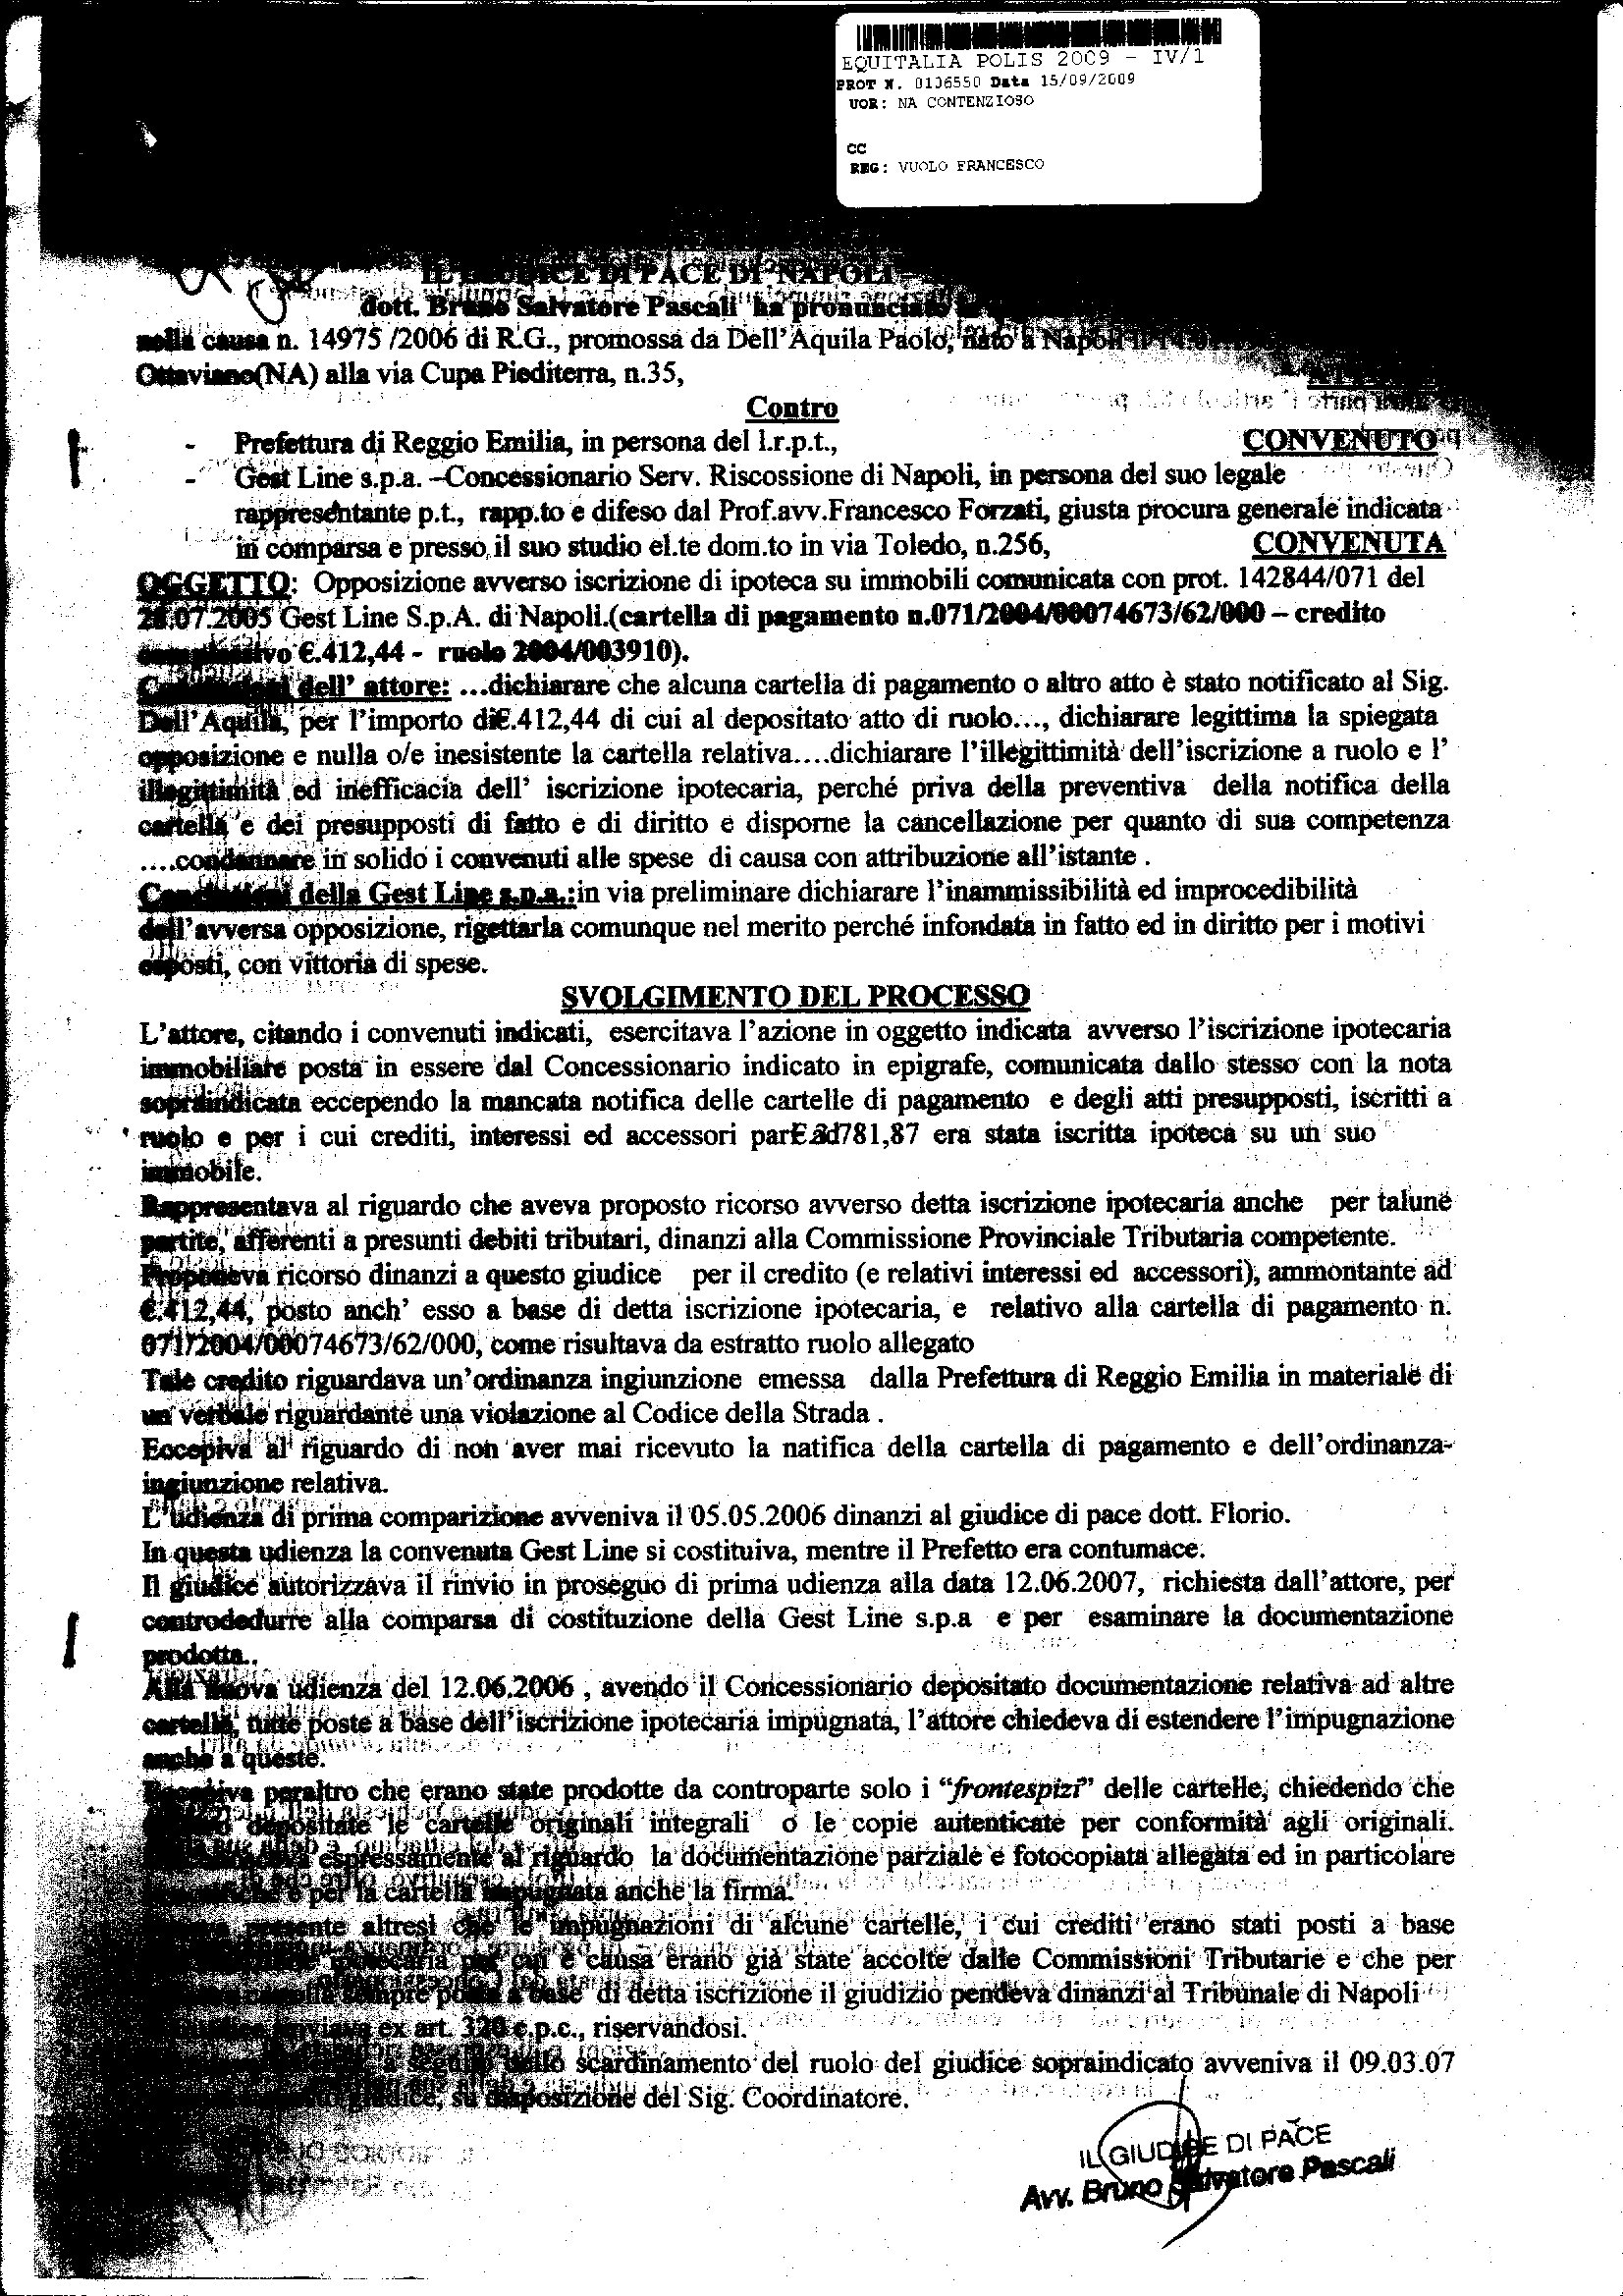 EQUITALIA POLIS 2009 - IV/1
PROT N. 0106550 Data 15/09/2009
UOR: NA CONTENZIOSO
CC
REG: VUOLO FRANCESCO
IL GIUDICE DI PACE DI NAPOLI
dott. Bruno Salvatore Pascali ha pronunciato
nella causa n. 14975 /2006 di R.G., promossa da Dell'Aquila Paolo, nato a Napoli
Ottaviano(NA) alla via Cupa Piediterra, n.35,
Contro
- Prefettura di Reggio Emilia, in persona del l.r.p.t., CONVENUTO
- Gest Line s.p.a. –Concessionario Serv. Riscossione di Napoli, in persona del suo legale
rappresentante p.t., rapp.to e difeso dal Prof.avv.Francesco Forzati, giusta procura generale indicata
in comparsa e presso il suo studio el.te dom.to in via Toledo, n.256, CONVENUTA
OGGETTO: Opposizione avverso iscrizione di ipoteca su immobili comunicata con prot. 142844/071 del
.07.2005 Gest Line S.p.A. di Napoli.(cartella di pagamento n.071/2004/00074673/62/000 – credito
complessivo €.412,44 - ruolo 2004/003910).
Conclusioni dell' attore: …dichiarare che alcuna cartella di pagamento o altro atto è stato notificato al Sig.
Dell'Aquila, per l'importo di€.412,44 di cui al depositato atto di ruolo…, dichiarare legittima la spiegata
opposizione e nulla o/e inesistente la cartella relativa….dichiarare l'illegittimità dell'iscrizione a ruolo e l'
illegittimità ed inefficacia dell' iscrizione ipotecaria, perché priva della preventiva della notifica della
cartella e dei presupposti di fatto e di diritto e disporne la cancellazione per quanto di sua competenza
….condannare in solido i convenuti alle spese di causa con attribuzione all'istante .
Conclusioni della Gest Line s.p.a.:in via preliminare dichiarare l'inammissibilità ed improcedibilità
dell'avversa opposizione, rigettarla comunque nel merito perché infondata in fatto ed in diritto per i motivi
esposti, con vittoria di spese.
SVOLGIMENTO DEL PROCESSO
L'attore, citando i convenuti indicati, esercitava l'azione in oggetto indicata avverso l'iscrizione ipotecaria
immobiliare posta in essere dal Concessionario indicato in epigrafe, comunicata dallo stesso con la nota
sopraindicata eccependo la mancata notifica delle cartelle di pagamento e degli atti presupposti, iscritti a
ruolo e per i cui crediti, interessi ed accessori 781,87 era stata iscritta ipoteca su un suo
immobile.
Rappresentava al riguardo che aveva proposto ricorso avverso detta iscrizione ipotecaria anche per talune
partite, afferenti a presunti debiti tributari, dinanzi alla Commissione Provinciale Tributaria competente.
Proponeva ricorso dinanzi a questo giudice per il credito (e relativi interessi ed accessori), ammontante ad
€.412,44, posto anch' esso a base di detta iscrizione ipotecaria, e relativo alla cartella di pagamento n.
071/2004/00074673/62/000, come risultava da estratto ruolo allegato
Tale credito riguardava un'ordinanza ingiunzione emessa dalla Prefettura di Reggio Emilia in materiale di
un verbale riguardante una violazione al Codice della Strada .
Eccepiva al riguardo di non aver mai ricevuto la natifica della cartella di pagamento e dell'ordinanza-
ingiunzione relativa.
L'udienza di prima comparizione avveniva il 05.05.2006 dinanzi al giudice di pace dott. Florio.
In questa udienza la convenuta Gest Line si costituiva, mentre il Prefetto era contumace.
Il giudice autorizzava il rinvio in proseguo di prima udienza alla data 12.06.2007, richiesta dall'attore, per
controdedurre alla comparsa di costituzione della Gest Line s.p.a e per esaminare la documentazione
prodotta..
Alla nuova udienza del 12.06.2006 , avendo il Concessionario depositato documentazione relativa ad altre
cartelle, tutte poste a base dell'iscrizione ipotecaria impugnata, l'attore chiedeva di estendere l'impugnazione
anche a queste.
Eccepiva peraltro che erano state prodotte da controparte solo i "frontespizi" delle cartelle, chiedendo che
depositate le cartelle originali integrali o le copie autenticate per conformità agli originali.
espressamente al riguardo la documentazione parziale e fotocopiata allegata ed in particolare
e per la cartella impugnata anche la firma.
presente altresì che le impugnazioni di alcune cartelle, i cui crediti erano stati posti a base
ipotecaria per cui è causa erano già state accolte dalle Commissioni Tributarie e che per
sempre posta a base di detta iscrizione il giudizio pendeva dinanzi al Tribunale di Napoli
ex art. 320 c.p.c., riservandosi.
a seguito dello scardinamento del ruolo del giudice sopraindicato avveniva il 09.03.07
giudice, su disposizione del Sig. Coordinatore.
IL GIUDICE DI PACE
Avv. Bruno Salvatore Pascali